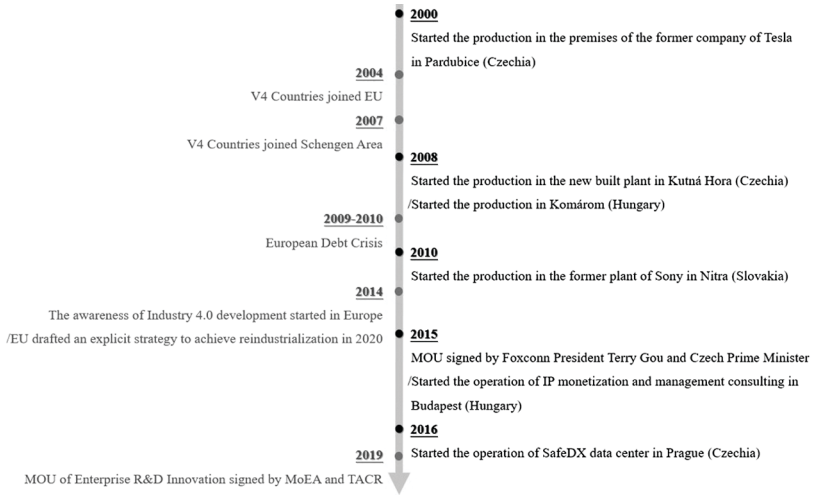 2000
Started the production in the premises of the former company of Tesla
in Pardubice (Czechia)
2004
V4 Countries joined EU
2007
V4 Countries joined Schengen Area
2008
Started the production in the new built plant in Kutná Hora (Czechia)
/Started the production in Komárom (Hungary)
2009-2010
European Debt Crisis
2010
Started the production in the former plant of Sony in Nitra (Slovakia)
2014
The awareness of Industry 4.0 development started in Europe
/EU drafted an explicit strategy to achieve reindustrialization in 2020
2015
MOU signed by Foxconn President Terry Gou and Czech Prime Minister
/Started the operation of IP monetization and management consulting in
Budapest (Hungary)
2016
Started the operation of SafeDX data center in Prague (Czechia)
2019
MOU of Enterprise R&D Innovation signed by MoEA and TACR